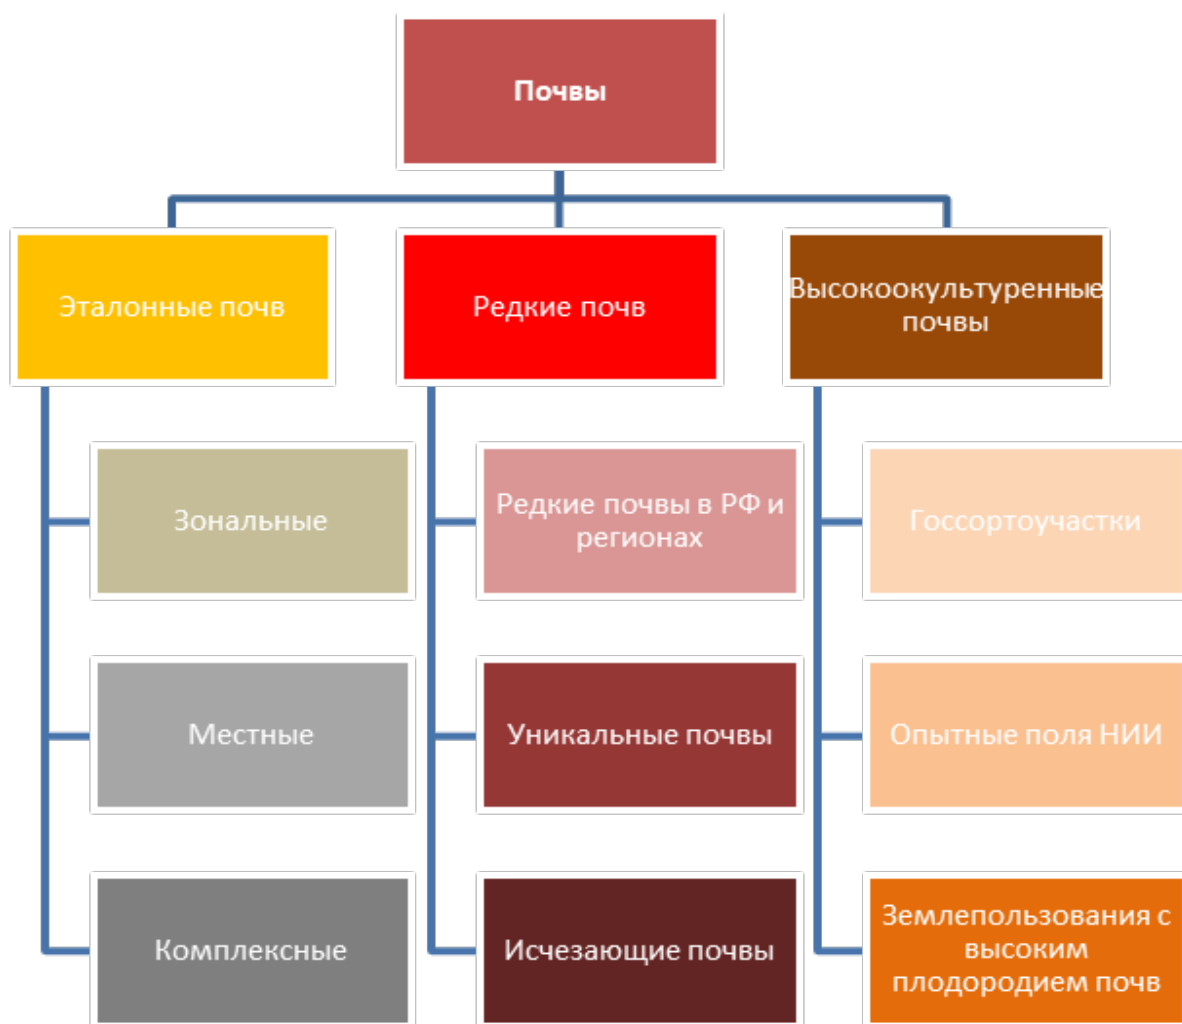 Почвы
Эталонные почв
Редкие почв
Высокоокультуренные
почвы
Зональные
Редкие почвы в РФ и
регионах
Госсортоучастки
Местные
Уникальные почвы
Опытные поля НИИ
Комплексные
Исчезающие почвы
Землепользования с
высоким
плодородием почв